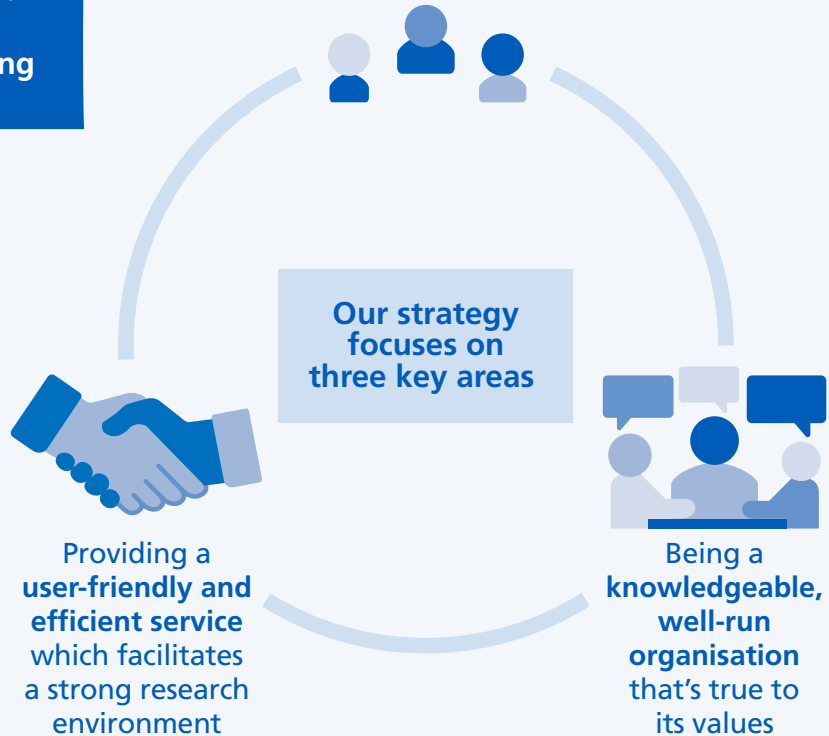 ng
Our strategy
focuses on
three key areas
Providing a
user-friendly and
efficient service
which facilitates
a strong research
environment
Being a
knowledgeable,
well-run
organisation
that's true to
its values